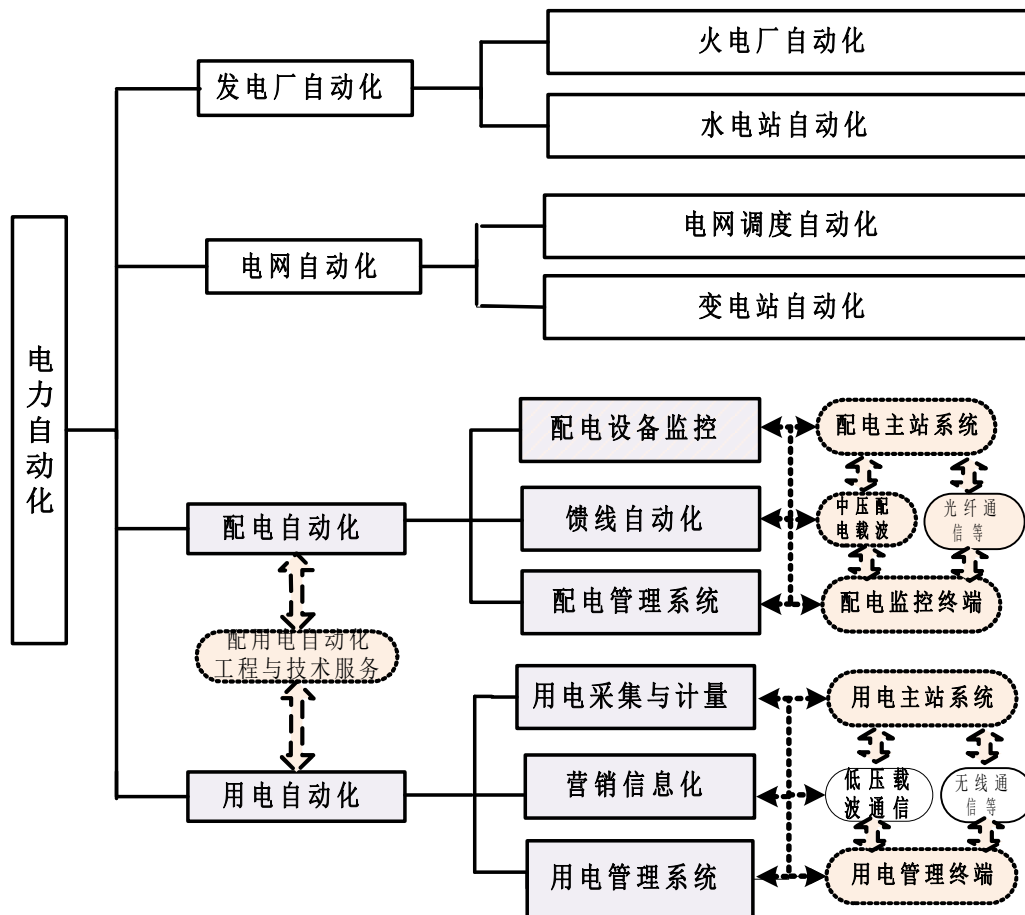 火电厂自动化
发电厂自动化
水电站自动化
电网调度自动化
电网自动化
变电站自动化
电
力
自
动
化
配电设备监控
配电主站系统
馈线自动化
中压配
电载波
光纤通
信等
配电自动化
配电管理系统
配电监控终端
配用电自动化
工程与技术服务
用电采集与计量
用电主站系统
用电自动化
营销信息化
低压载
波通信
无线通
信等
用电管理系统
用电管理终端